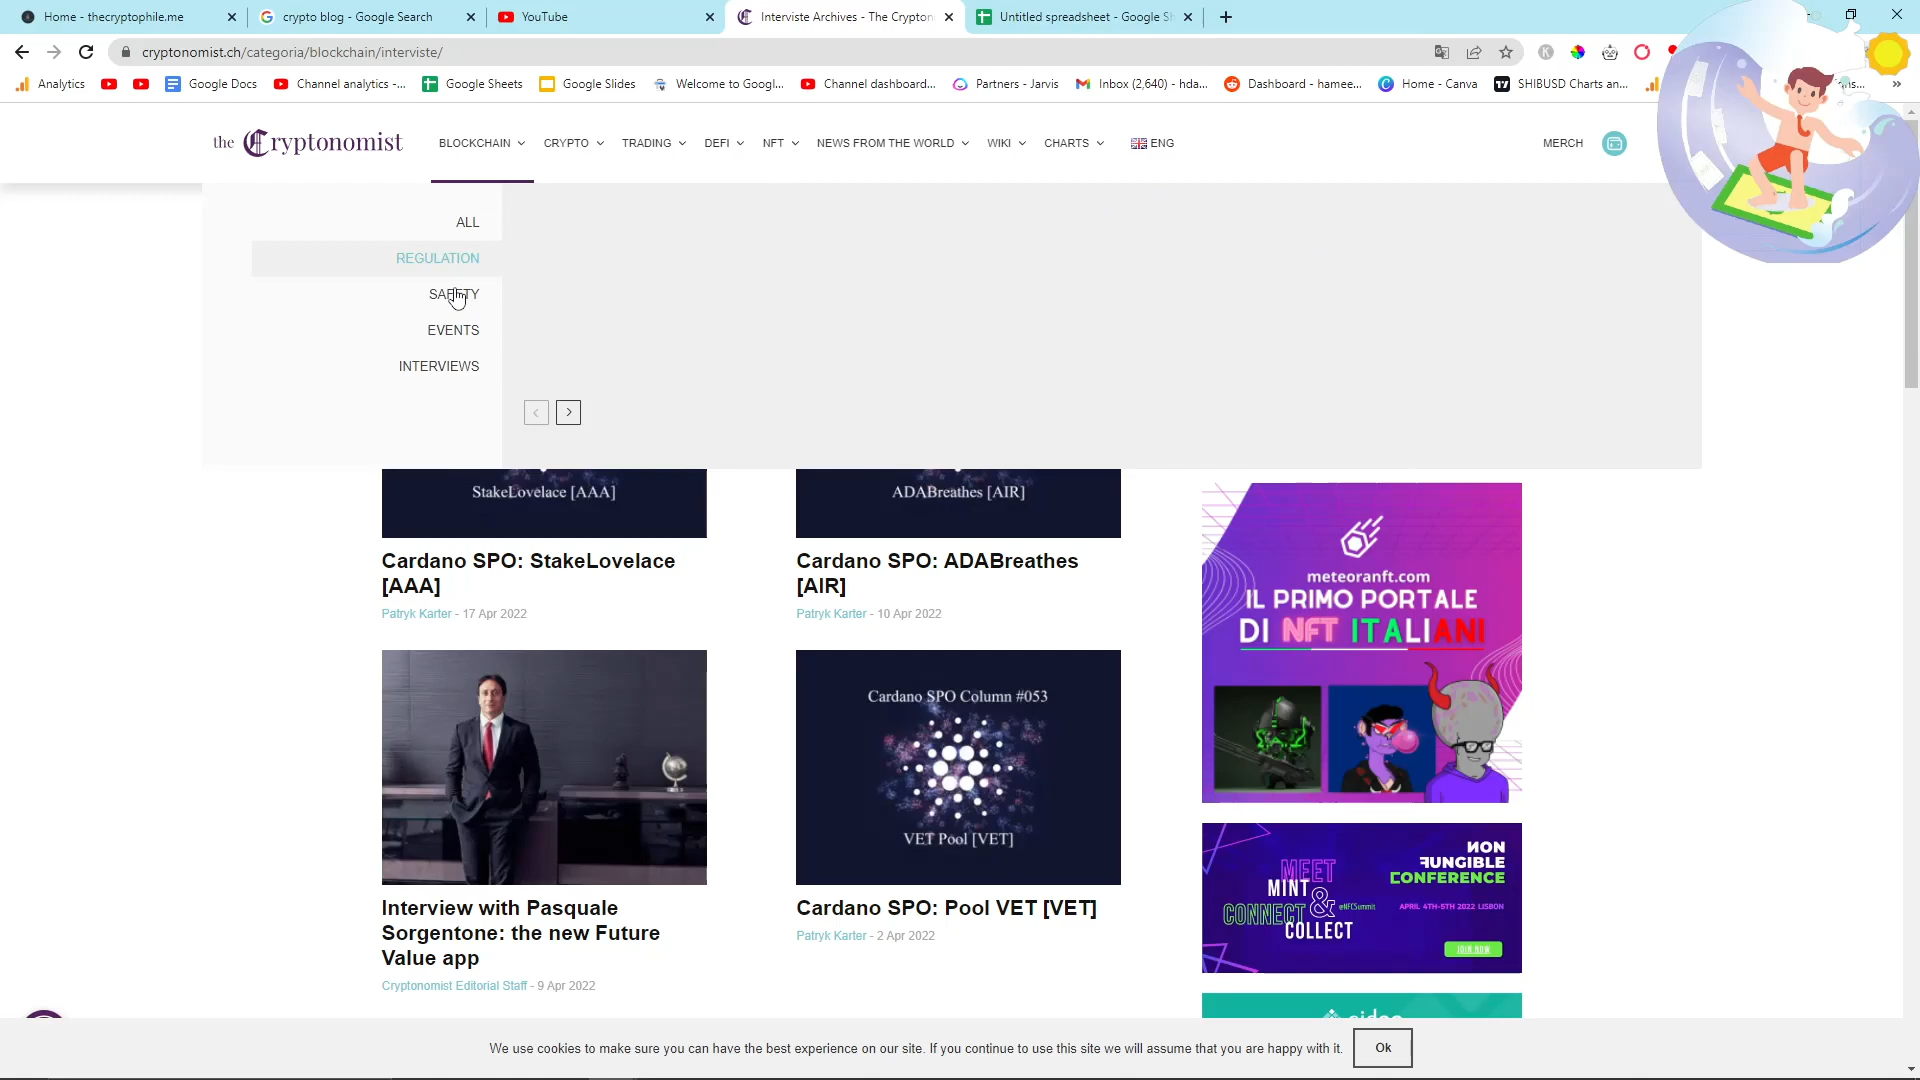 Home - thecryptophile.me
crypto blog - Google Search
YouTube
Interviste Archives - The Crypton
Untitled spreadsheet - Google Sh
cryptonomist.ch/categoria/blockchain/interviste/
Analytics
Google Docs
Channel analytics -...
Google Sheets
Google Slides
Welcome to Googl...
Channel dashboard...
Partners - Jarvis
Inbox (2,640) - hda...
Dashboard - hamee...
Home - Canva
SHIBUSD Charts an...
the Cryptonomist
BLOCKCHAIN
CRYPTO
TRADING
DEFI
NFT
NEWS FROM THE WORLD
WIKI
CHARTS
ENG
MERCH
ALL
REGULATION
SAFETY
EVENTS
INTERVIEWS
StakeLovelace [AAA]
ADABreathes [AIR]
Cardano SPO: StakeLovelace
[AAA]
Patryk Karter - 17 Apr 2022
Cardano SPO: ADABreathes
[AIR]
Patryk Karter - 10 Apr 2022
meteoranft.com
IL PRIMO PORTALE
DI NFT ITALIANI
Cardano SPO Column #053
VET Pool [VET]
Interview with Pasquale
Sorgentone: the new Future
Value app
Cryptonomist Editorial Staff - 9 Apr 2022
Cardano SPO: Pool VET [VET]
Patryk Karter - 2 Apr 2022
MEET
MINT
CONNECT &
COLLECT
@NFCSummit
NON
FUNGIBLE
CONFERENCE
APRIL 4TH-5TH 2022 LISBON
JOIN NOW
We use cookies to make sure you can have the best experience on our site. If you continue to use this site we will assume that you are happy with it.
Ok